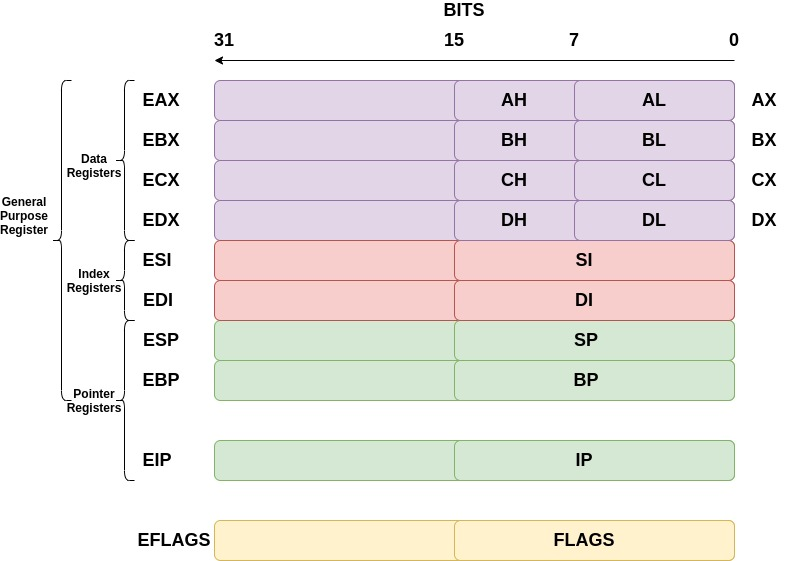 BITS
31 15 7 0
EAX AH AL AX
EBX BH BL BX
Data
Registers
ECX CH CL CX
General
Purpose
Register
EDX DH DL DX
ESI SI
Index
Registers
EDI DI
ESP SP
EBP BP
Pointer
Registers
EIP IP
EFLAGS FLAGS